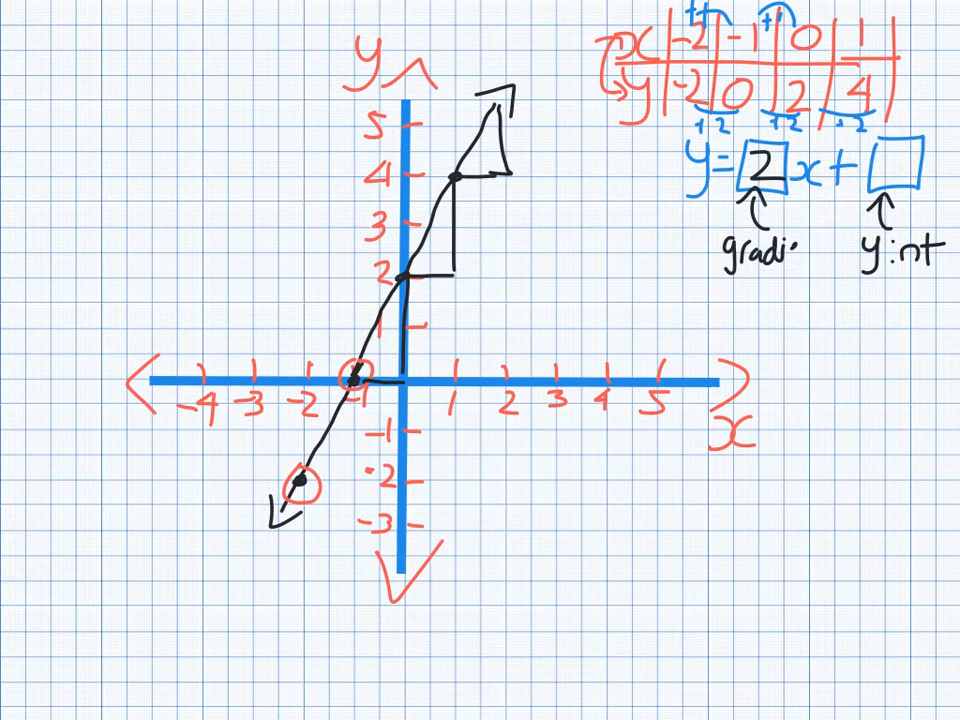 x | -2 | -1 | 0 | 1
y | -2 | 0 | 2 | 4
+1 +1
+2 +2 +2
y = 2 x +
gradi
y int
y
5
4
3
2
1
-4 -3 -2 -1 1 2 3 4 5
x
-1
-2
-3